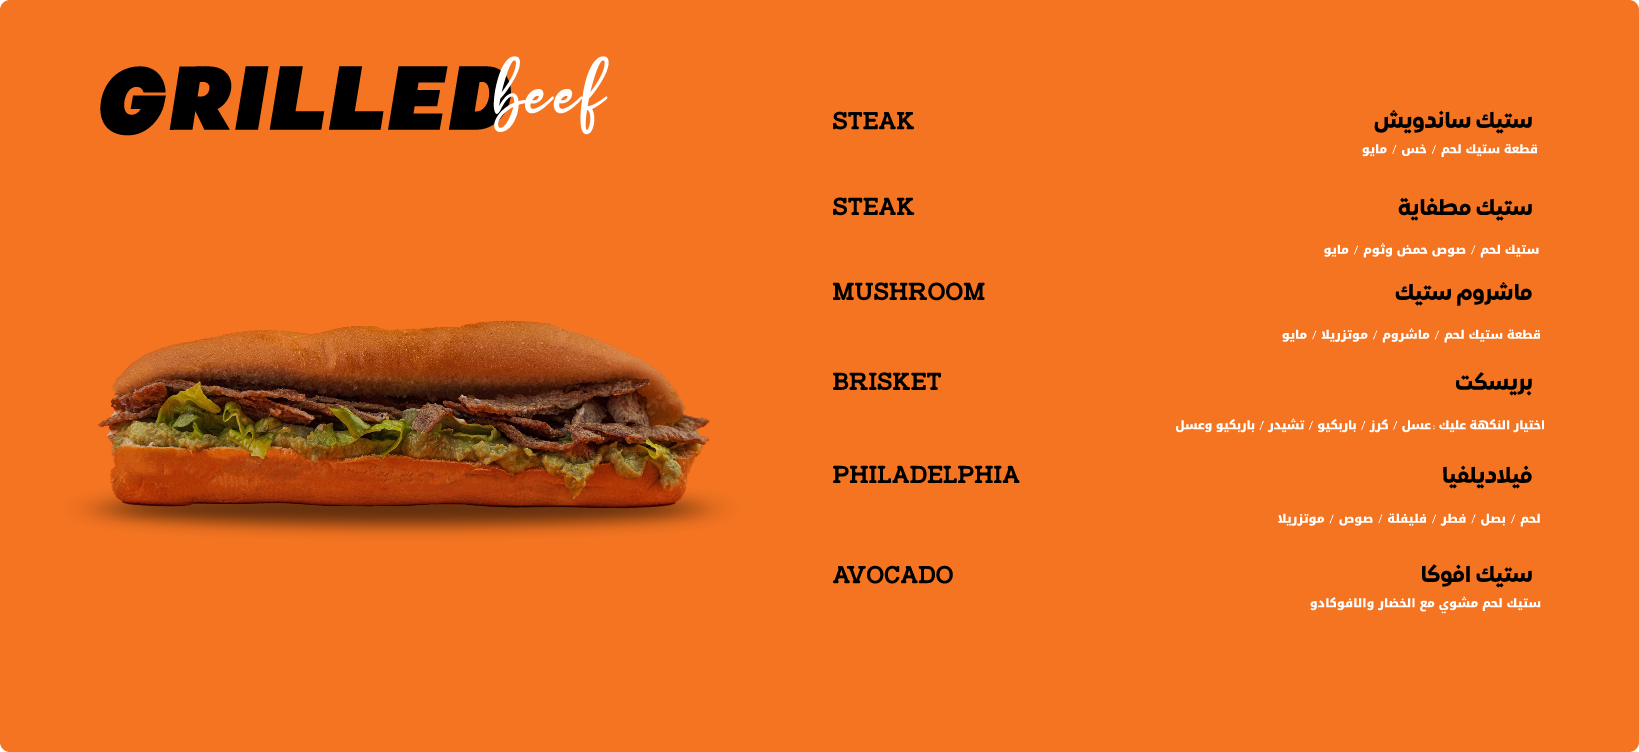 GRILLED beef
STEAK ستيك ساندويش
قطعة ستيك لحم / خس / مايو
STEAK ستيك مطفاية
ستيك لحم / صوص حمض وثوم / مايو
MUSHROOM ماشروم ستيك
قطعة ستيك لحم / ماشروم / موتزريلا / مايو
BRISKET بريسكت
اختيار النكهة عليك :عسل / كرز / باربكيو / تشيدر / باربكيو وعسل
PHILADELPHIA فيلاديلفيا
لحم / بصل / فطر / فليفلة / صوص / موتزريلا
AVOCADO ستيك افوكا
ستيك لحم مشوي مع الخضار والافوكادو